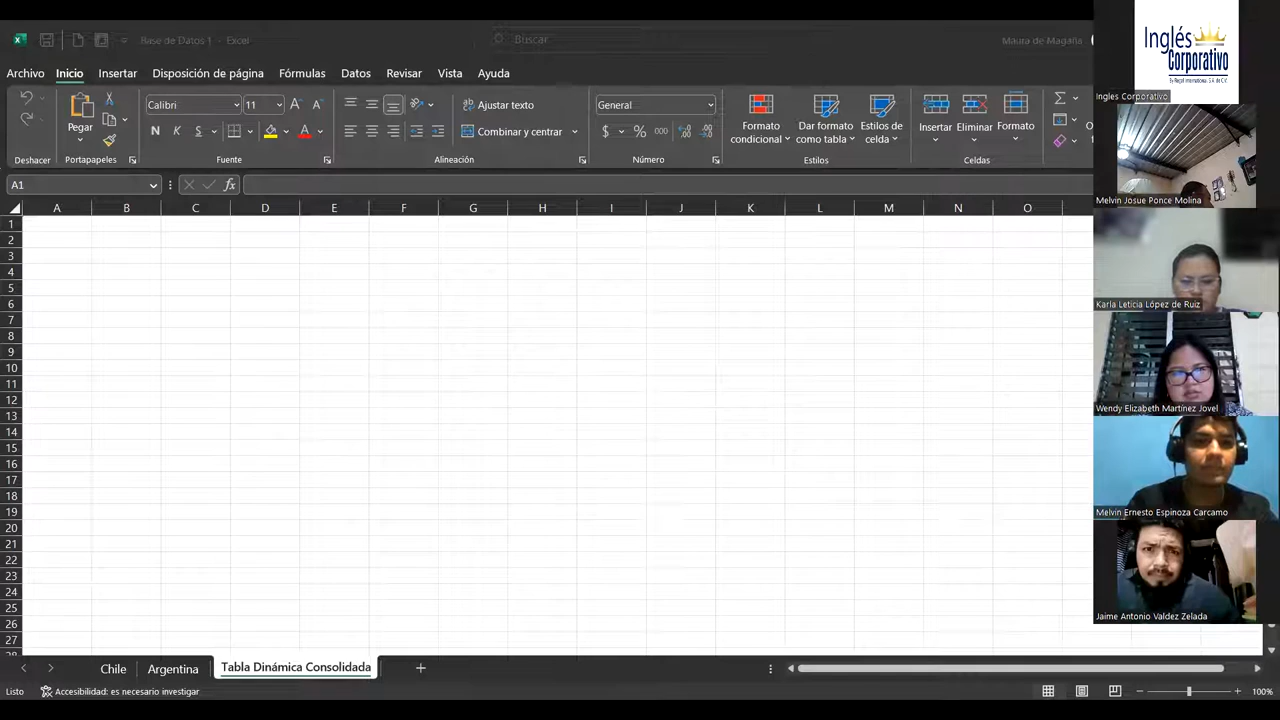 Base de Datos 1 - Excel
Buscar
Maura de Magaña
Archivo Inicio Insertar Disposición de página Fórmulas Datos Revisar Vista Ayuda
Pegar
Calibri 11
N K S
A A
Ajustar texto
Combinar y centrar
General
$ % 000
Formato condicional
Dar formato como tabla
Estilos de celda
Insertar
Eliminar
Formato
Deshacer Portapapeles Fuente Alineación Número Estilos Celdas
A1
fx
A B C D E F G H I J K L M N O
1
2
3
4
5
6
7
8
9
10
11
12
13
14
15
16
17
18
19
20
21
22
23
24
25
26
27
28
Chile Argentina Tabla Dinámica Consolidada
Listo Accesibilidad: es necesario investigar 100%
Inglés
Corporativo
Ingles Corporativo
Melvin Josue Ponce Molina
Karla Leticia López de Ruiz
Wendy Elizabeth Martínez Jovel
Melvin Ernesto Espinoza Carcamo
Jaime Antonio Valdez Zelada